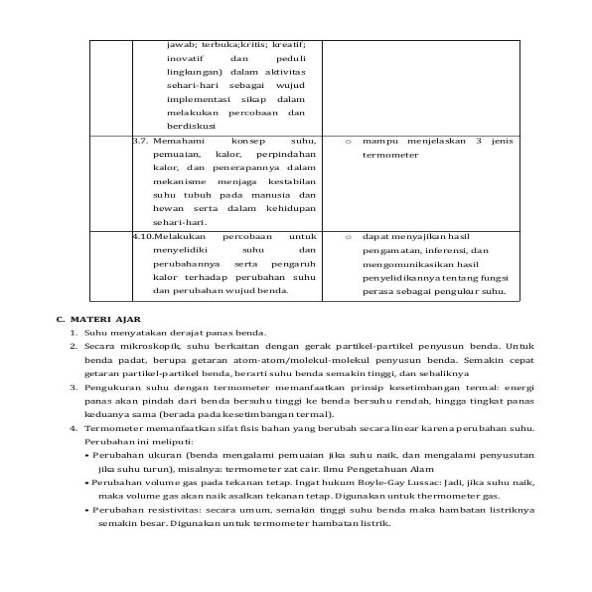 jawab; terbuka;kritis; kreatif;
inovatif dan peduli
lingkungan) dalam aktivitas
sehari-hari sebagai wujud
implementasi sikap dalam
melakukan percobaan dan
berdiskusi
3.7. Memahami konsep suhu,
pemuaian, kalor, perpindahan
kalor, dan penerapannya dalam
mekanisme menjaga kestabilan
suhu tubuh pada manusia dan
hewan serta dalam kehidupan
sehari-hari.
o mampu menjelaskan 3 jenis
termometer
4.10.Melakukan percobaan untuk
menyelidiki suhu dan
perubahannya serta pengaruh
kalor terhadap perubahan suhu
dan perubahan wujud benda.
o dapat menyajikan hasil
pengamatan, inferensi, dan
mengomunikasikan hasil
penyelidikannya tentang fungsi
perasa sebagai pengukur suhu.
C. MATERI AJAR
1. Suhu menyatakan derajat panas benda.
2. Secara mikroskopik, suhu berkaitan dengan gerak partikel-partikel penyusun benda. Untuk
benda padat, berupa getaran atom-atom/molekul-molekul penyusun benda. Semakin cepat
getaran partikel-partikel benda, berarti suhu benda semakin tinggi, dan sebaliknya
3. Pengukuran suhu dengan termometer memanfaatkan prinsip kesetimbangan termal: energi
panas akan pindah dari benda bersuhu tinggi ke benda bersuhu rendah, hingga tingkat panas
keduanya sama (berada pada kesetimbangan termal).
4. Termometer memanfaatkan sifat fisis bahan yang berubah secara linear karena perubahan suhu.
Perubahan ini meliputi:
• Perubahan ukuran (benda mengalami pemuaian jika suhu naik, dan mengalami penyusutan
jika suhu turun), misalnya: termometer zat cair. Ilmu Pengetahuan Alam
• Perubahan volume gas pada tekanan tetap. Ingat hukum Boyle-Gay Lussac: Jadi, jika suhu naik,
maka volume gas akan naik asalkan tekanan tetap. Digunakan untuk thermometer gas.
• Perubahan resistivitas: secara umum, semakin tinggi suhu benda maka hambatan listriknya
semakin besar. Digunakan untuk termometer hambatan listrik.